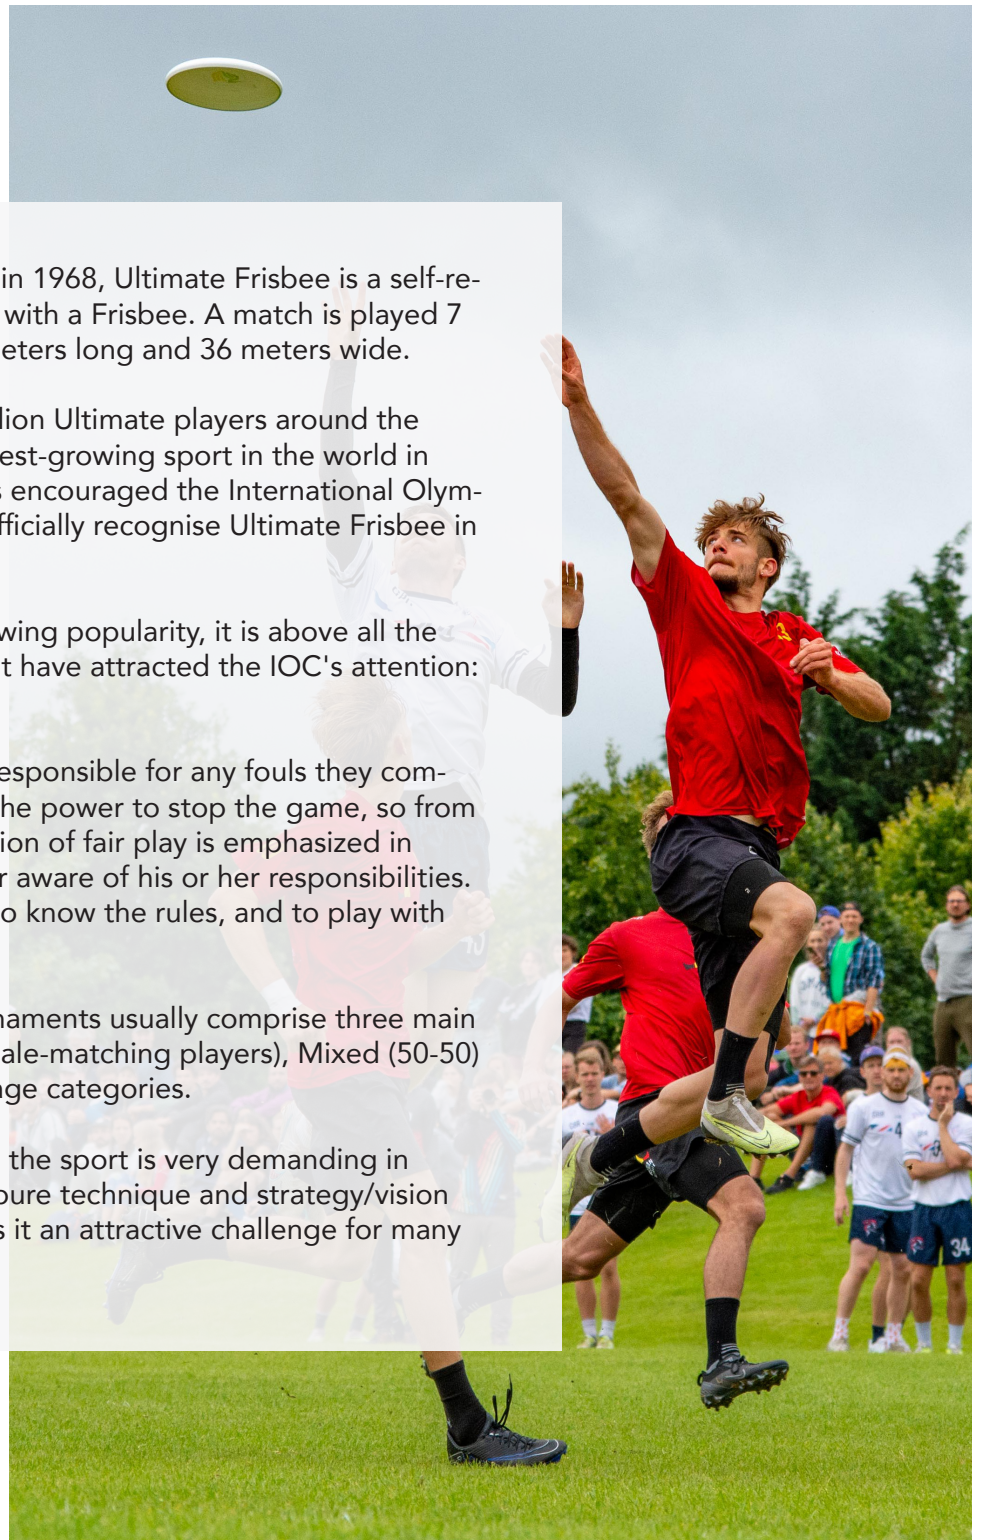 in 1968, Ultimate Frisbee is a self-re-
with a Frisbee. A match is played 7
eters long and 36 meters wide.
lion Ultimate players around the
est-growing sport in the world in
s encouraged the International Olym-
fficially recognise Ultimate Frisbee in
wing popularity, it is above all the
t have attracted the IOC's attention:
esponsible for any fouls they com-
he power to stop the game, so from
ion of fair play is emphasized in
r aware of his or her responsibilities.
o know the rules, and to play with
naments usually comprise three main
ale-matching players), Mixed (50-50)
age categories.
the sport is very demanding in
pure technique and strategy/vision
s it an attractive challenge for many
34